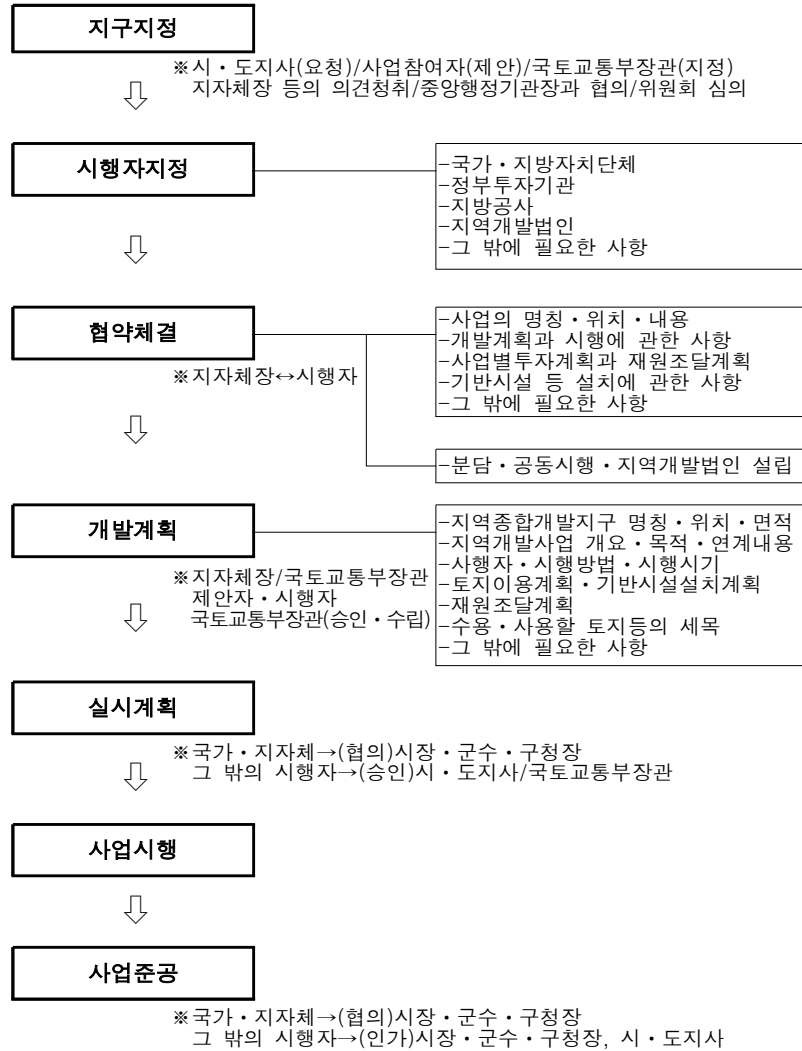 지구지정
※시・도지사(요청)/사업참여자(제안)/국토교통부장관(지정)
지자체장 등의 의견청취/중앙행정기관장과 협의/위원회 심의
시행자지정
-국가・지방자치단체
-정부투자기관
-지방공사
-지역개발법인
-그 밖에 필요한 사항
협약체결
※지자체장↔시행자
-사업의 명칭・위치・내용
-개발계획과 시행에 관한 사항
-사업별투자계획과 재원조달계획
-기반시설 등 설치에 관한 사항
-그 밖에 필요한 사항
-분담・공동시행・지역개발법인 설립
개발계획
※지자체장/국토교통부장관
제안자・시행자
국토교통부장관(승인・수립)
-지역종합개발지구 명칭・위치・면적
-지역개발사업 개요・목적・연계내용
-사행자・시행방법・시행시기
-토지이용계획・기반시설설치계획
-재원조달계획
-수용・사용할 토지등의 세목
-그 밖에 필요한 사항
실시계획
※국가・지자체→(협의)시장・군수・구청장
그 밖의 시행자→(승인)시・도지사/국토교통부장관
사업시행
사업준공
※국가・지자체→(협의)시장・군수・구청장
그 밖의 시행자→(인가)시장・군수・구청장, 시・도지사